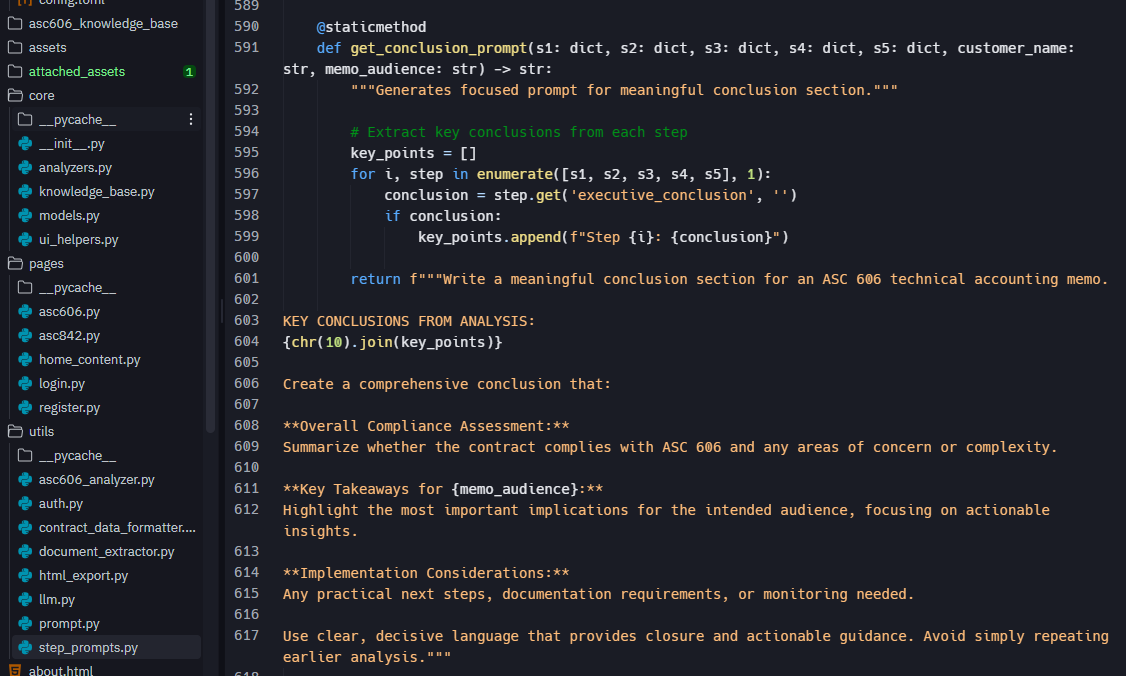 config.toml
asc606_knowledge_base
assets
attached_assets 1
core
__pycache__
__init__.py
analyzers.py
knowledge_base.py
models.py
ui_helpers.py
pages
__pycache__
asc606.py
asc842.py
home_content.py
login.py
register.py
utils
__pycache__
asc606_analyzer.py
auth.py
contract_data_formatter....
document_extractor.py
html_export.py
llm.py
prompt.py
step_prompts.py
about.html
589
590 @staticmethod
591 def get_conclusion_prompt(s1: dict, s2: dict, s3: dict, s4: dict, s5: dict, customer_name:
str, memo_audience: str) -> str:
592 """Generates focused prompt for meaningful conclusion section."""
593
594 # Extract key conclusions from each step
595 key_points = []
596 for i, step in enumerate([s1, s2, s3, s4, s5], 1):
597 conclusion = step.get('executive_conclusion', '')
598 if conclusion:
599 key_points.append(f"Step {i}: {conclusion}")
600
601 return f"""Write a meaningful conclusion section for an ASC 606 technical accounting memo.
602
603 KEY CONCLUSIONS FROM ANALYSIS:
604 {chr(10).join(key_points)}
605
606 Create a comprehensive conclusion that:
607
608 **Overall Compliance Assessment:**
609 Summarize whether the contract complies with ASC 606 and any areas of concern or complexity.
610
611 **Key Takeaways for {memo_audience}:**
612 Highlight the most important implications for the intended audience, focusing on actionable
insights.
613
614 **Implementation Considerations:**
615 Any practical next steps, documentation requirements, or monitoring needed.
616
617 Use clear, decisive language that provides closure and actionable guidance. Avoid simply repeating
earlier analysis."""
618